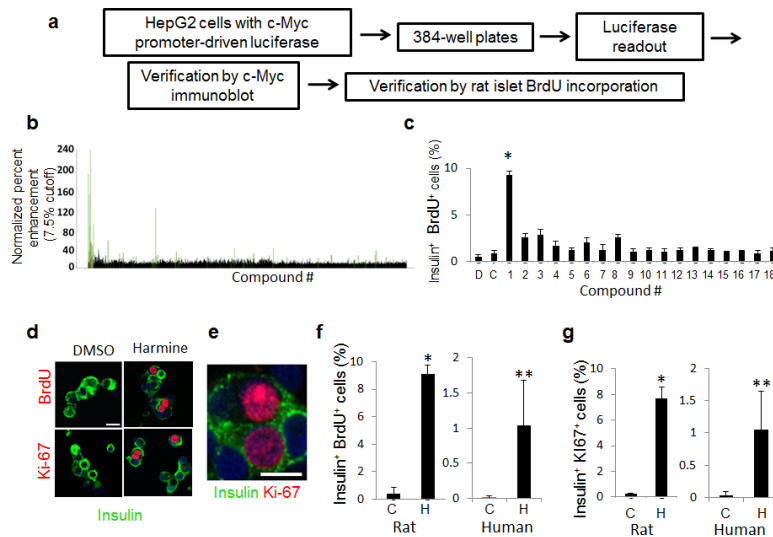 a
HepG2 cells with c-Myc
promoter-driven luciferase
384-well plates
Luciferase
readout
Verification by c-Myc
immunoblot
Verification by rat islet BrdU incorporation
b
Normalized percent
enhancement
(7.5% cutoff)
240
200
160
120
80
40
0
Compound #
c
Insulin+ BrdU+ cells (%)
10
5
0
*
D C 1 2 3 4 5 6 7 8 9 10 11 12 13 14 15 16 17 18
Compound #
d
DMSO Harmine
BrdU
Ki-67
Insulin
e
Insulin Ki-67
f
Insulin+ BrdU+ cells (%)
10
8
6
4
2
0
*
C H
Rat
2
1.5
1
0.5
0
**
C H
Human
g
Insulin+ KI67+ cells (%)
10
8
6
4
2
0
*
C H
Rat
2
1.5
1
0.5
0
**
C H
Human